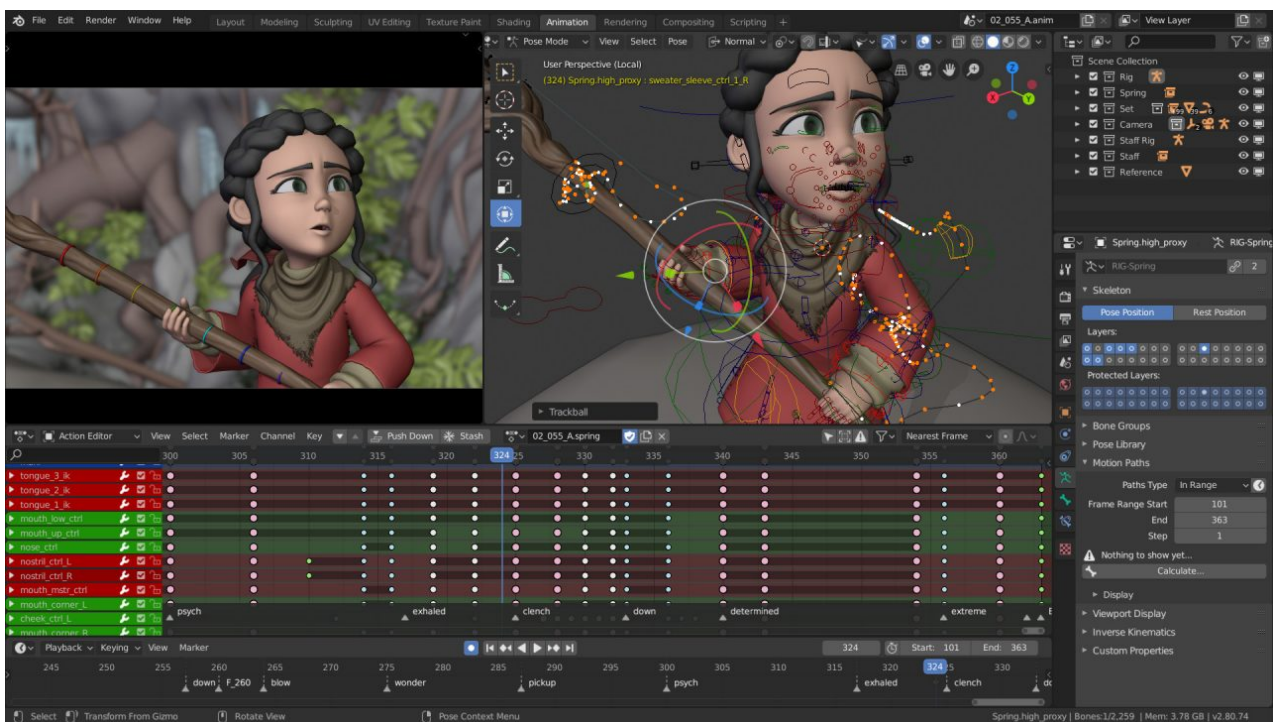 File Edit Render Window Help Layout Modeling Sculpting UV Editing Texture Paint Shading Animation Rendering Compositing Scripting + 02_055_A.anim View Layer
Pose Mode View Select Pose Normal
User Perspective (Local)
(324) Spring.high_proxy : sweater_sleeve_ctrl_1_R
Z
X
Y
Trackball
Scene Collection
Rig
Spring
Set 99 39 6
Camera 2
Staff Rig
Staff
Reference
Spring.high_proxy RIG-Spring
RIG-Spring 2
Skeleton
Pose Position Rest Position
Layers:
Protected Layers:
Bone Groups
Pose Library
Motion Paths
Paths Type In Range
Frame Range Start 101
End 363
Step 1
Nothing to show yet...
Calculate...
Display
Viewport Display
Inverse Kinematics
Custom Properties
Action Editor View Select Marker Channel Key Push Down Stash 02_055_A.spring Nearest Frame
300 305 310 315 320 324 325 330 335 340 345 350 355 360
tongue_3_ik
tongue_2_ik
tongue_1_ik
mouth_low_ctrl
mouth_up_ctrl
nose_ctrl
nostril_ctrl_L
nostril_ctrl_R
mouth_mstr_ctrl
mouth_corner_L
cheek_ctrl_L
mouth_corner_R
psych exhaled clench down determined extreme
Playback Keying View Marker 324 Start: 101 End: 363
245 250 255 260 265 270 275 280 285 290 295 300 305 310 315 320 324 330
down F_260 blow wonder pickup psych exhaled clench
Select Transform From Gizmo Rotate View Pose Context Menu Spring.high_proxy | Bones:1/2,259 | Mem: 3.78 GB | v2.80.74